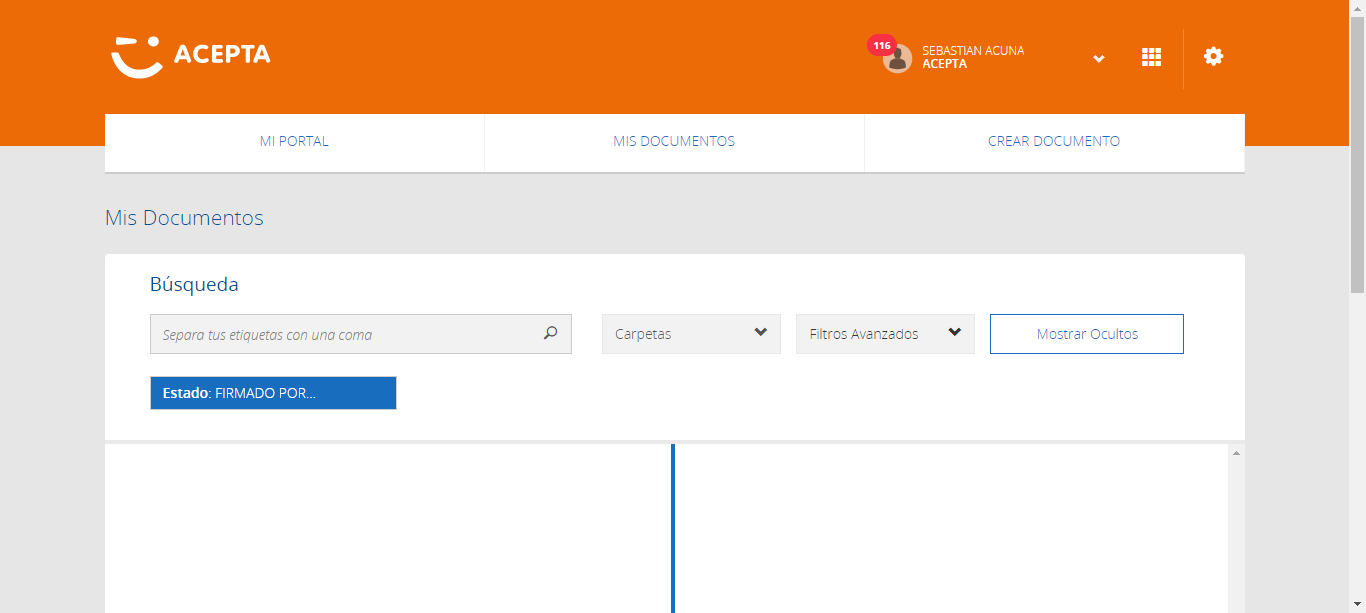 ACEPTA
116
SEBASTIAN ACUNA
ACEPTA
MI PORTAL
MIS DOCUMENTOS
CREAR DOCUMENTO
Mis Documentos
Búsqueda
Separa tus etiquetas con una coma
Carpetas
Filtros Avanzados
Mostrar Ocultos
Estado: FIRMADO POR...